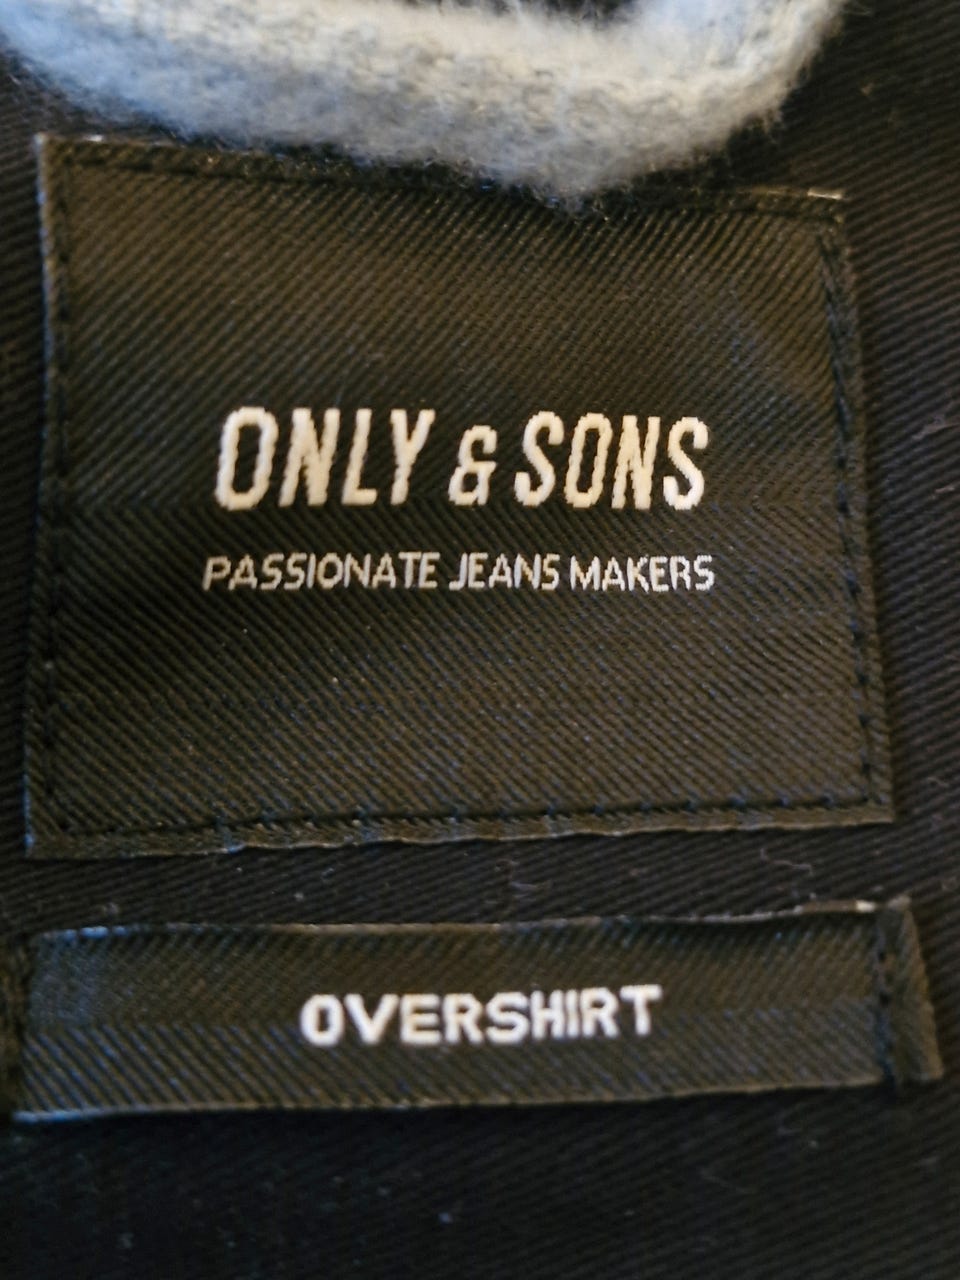 ONLY & SONS
PASSIONATE JEANS MAKERS
OVERSHIRT